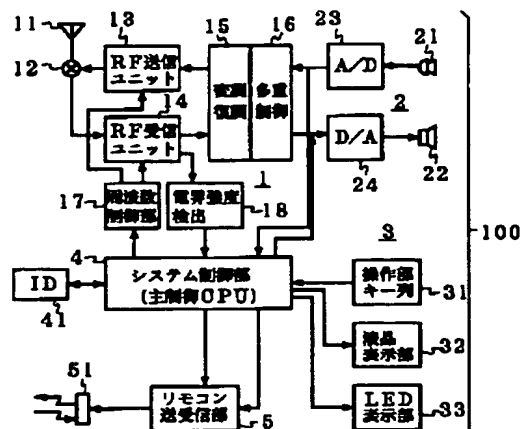 11
13
15
16
23
21
12
RF送信
ユニット
14
RF受信
ユニット
変調
復調
多重
制御
A/D
2
D/A
22
24
17
周波数
制御部
電界強度
検出
1
18
3
100
4
システム制御部
(主制御CPU)
ID
41
操作部
キー列
31
液晶
表示部
32
51
リモコン
送受信部
5
LED
表示部
33